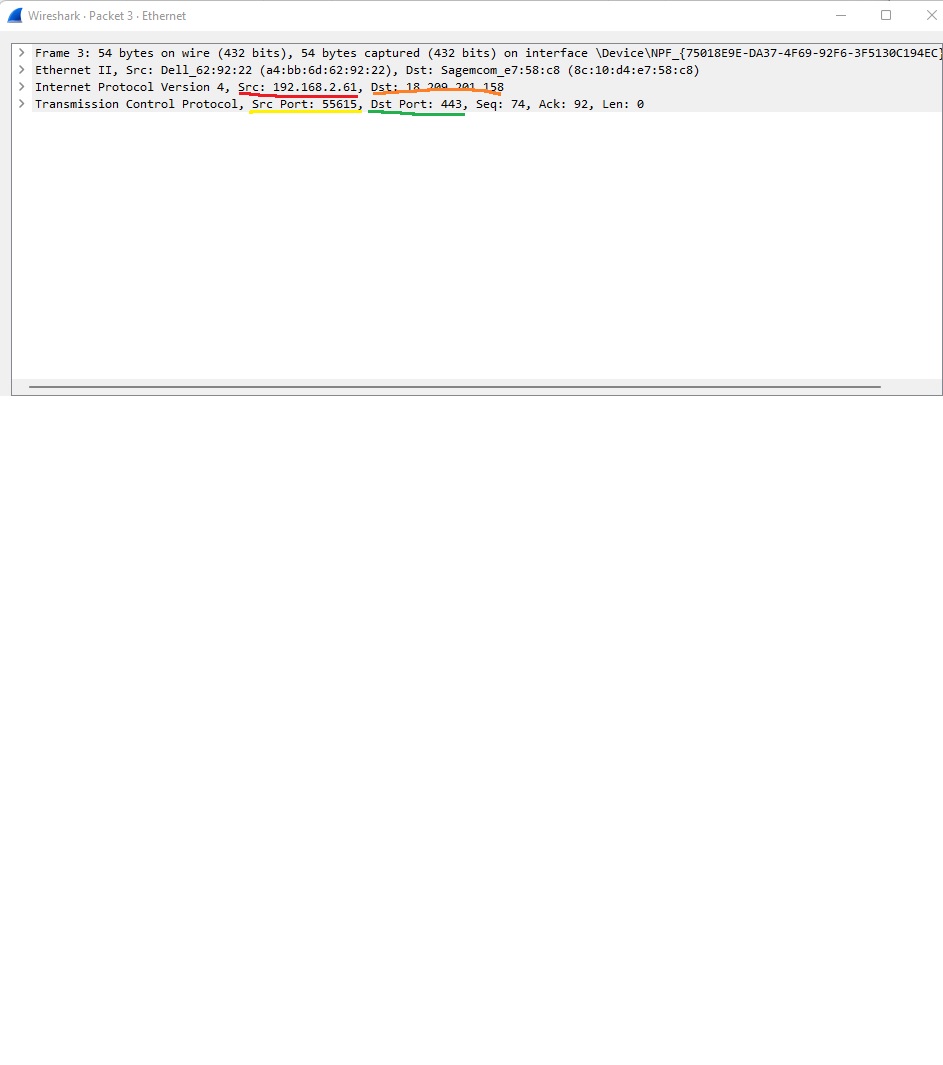 Wireshark · Packet 3 · Ethernet
Frame 3: 54 bytes on wire (432 bits), 54 bytes captured (432 bits) on interface \Device\NPF_{75018E9E-DA37-4F69-92F6-3F5130C194EC}
Ethernet II, Src: Dell_62:92:22 (a4:bb:6d:62:92:22), Dst: Sagemcom_e7:58:c8 (8c:10:d4:e7:58:c8)
Internet Protocol Version 4, Src: 192.168.2.61, Dst: 18.209.201.158
Transmission Control Protocol, Src Port: 55615, Dst Port: 443, Seq: 74, Ack: 92, Len: 0